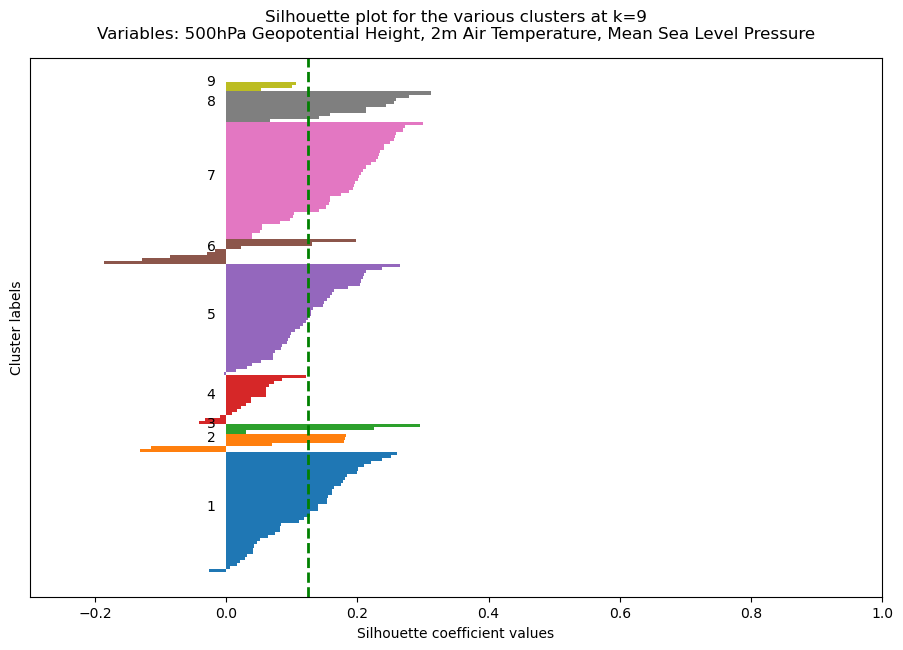 Silhouette plot for the various clusters at k=9
Variables: 500hPa Geopotential Height, 2m Air Temperature, Mean Sea Level Pressure
9
8
7
6
5
4
3
2
1
Cluster labels
−0.2 0.0 0.2 0.4 0.6 0.8 1.0
Silhouette coefficient values